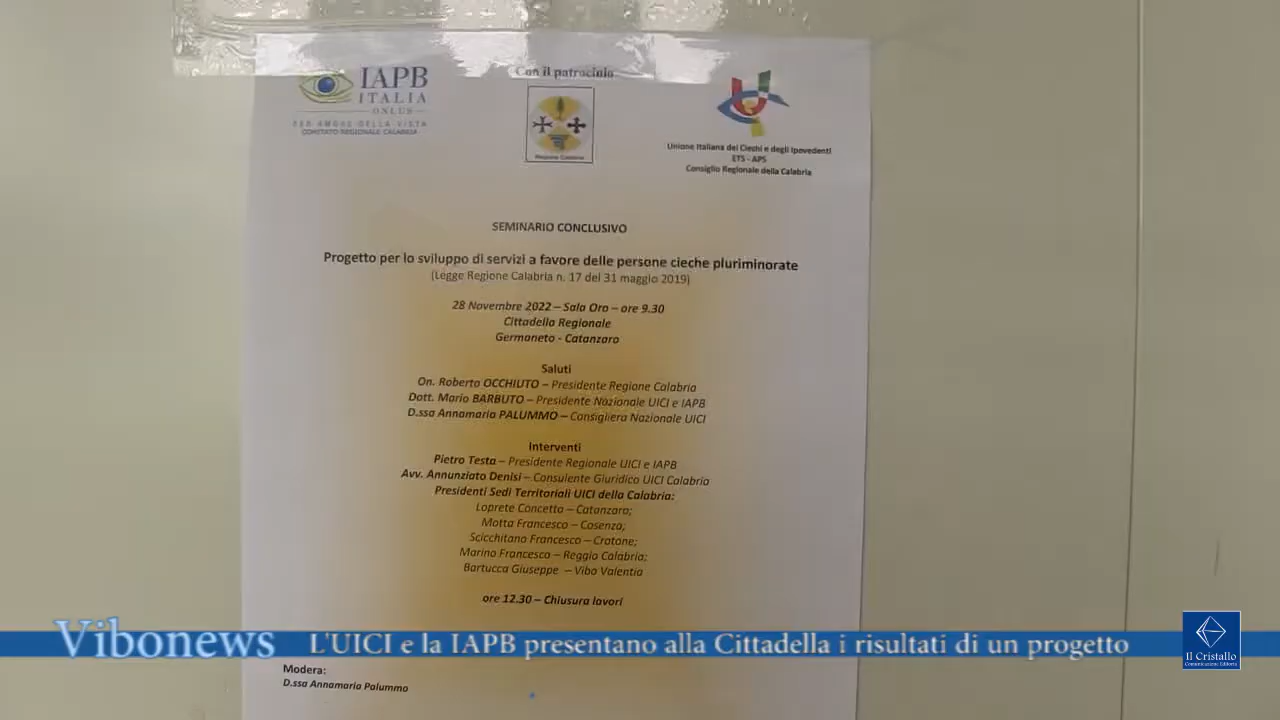 IAPB
ITALIA
ONLUS
PER AMORE DELLA VISTA
COMITATO REGIONALE CALABRIA
Con il patrocinio
Regione Calabria
Unione Italiana dei Ciechi e degli Ipovedenti
ETS - APS
Consiglio Regionale della Calabria
SEMINARIO CONCLUSIVO
Progetto per lo sviluppo di servizi a favore delle persone cieche pluriminorate
(Legge Regione Calabria n. 17 del 31 maggio 2019)
28 Novembre 2022 – Sala Oro – ore 9.30
Cittadella Regionale
Germaneto - Catanzaro
Saluti
On. Roberto OCCHIUTO – Presidente Regione Calabria
Dott. Mario BARBUTO – Presidente Nazionale UICI e IAPB
D.ssa Annamaria PALUMMO – Consigliera Nazionale UICI
Interventi
Pietro Testa – Presidente Regionale UICI e IAPB
Avv. Annunziato Denisi – Consulente Giuridico UICI Calabria
Presidenti Sedi Territoriali UICI della Calabria:
Loprete Concetta – Catanzaro;
Motta Francesco – Cosenza;
Scicchitano Francesco – Crotone;
Marino Francesco – Reggio Calabria;
Bartucca Giuseppe – Vibo Valentia
ore 12.30 – Chiusura lavori
Vibonews L'UICI e la IAPB presentano alla Cittadella i risultati di un progetto
Il Cristallo
Comunicazione Editoria
Modera:
D.ssa Annamaria Palummo